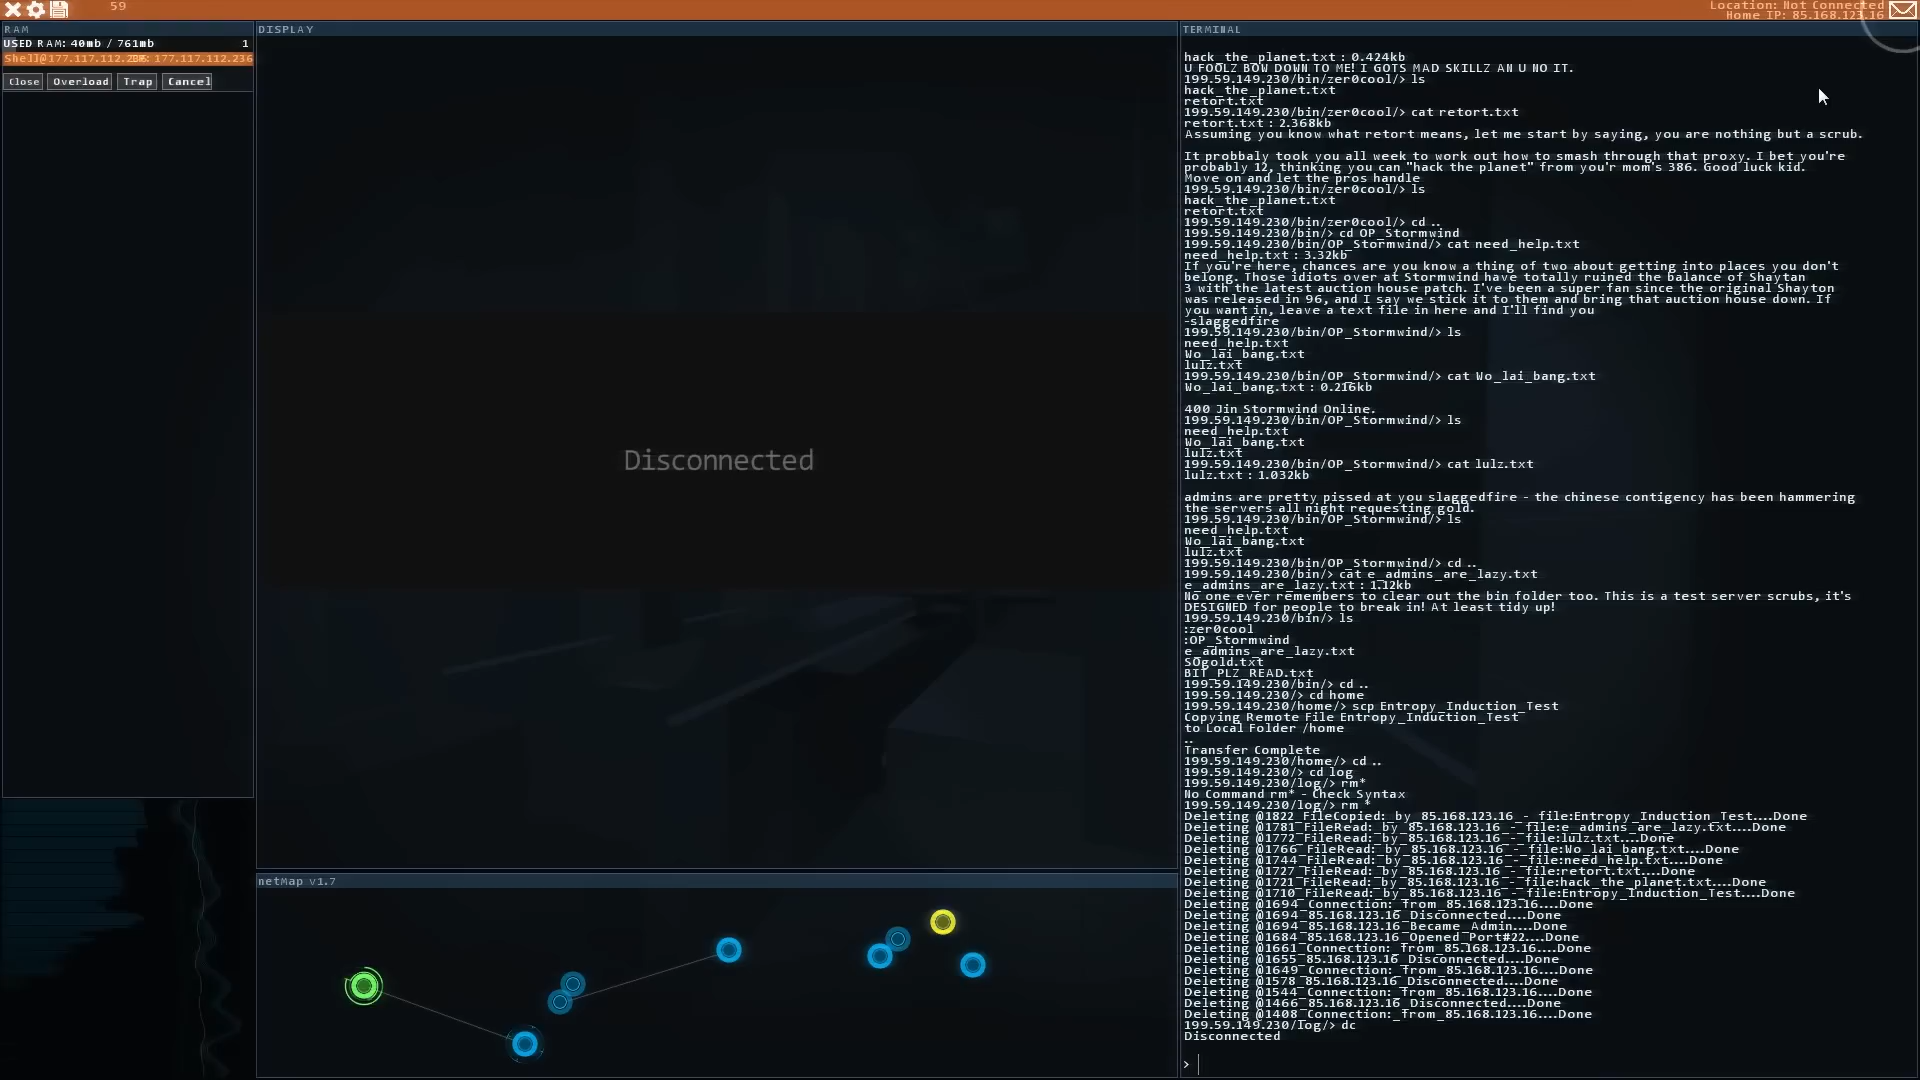 59
Location: Not Connected
Home IP: 85.168.123.16
RAM
USED RAM: 40mb / 761mb 1
Shell@177.117.112.236 177.117.112.236
Close Overload Trap Cancel
DISPLAY
Disconnected
netMap v1.7
TERMINAL
hack_the_planet.txt : 0.424kb
U FOOLZ BOW DOWN TO ME! I GOTS MAD SKILLZ AN U NO IT.
199.59.149.230/bin/zer0cool/> ls
hack_the_planet.txt
retort.txt
199.59.149.230/bin/zer0cool/> cat retort.txt
retort.txt : 2.368kb
Assuming you know what retort means, let me start by saying, you are nothing but a scrub.
It probbaly took you all week to work out how to smash through that proxy. I bet you're
probably 12, thinking you can "hack the planet" from you'r mom's 386. Good luck kid.
Move on and let the pros handle
199.59.149.230/bin/zer0cool/> ls
hack_the_planet.txt
retort.txt
199.59.149.230/bin/zer0cool/> cd ..
199.59.149.230/bin/> cd OP_Stormwind
199.59.149.230/bin/OP_Stormwind/> cat need_help.txt
need_help.txt : 3.32kb
If you're here, chances are you know a thing of two about getting into places you don't
belong. Those idiots over at Stormwind have totally ruined the balance of Shaytan
3 with the latest auction house patch. I've been a super fan since the original Shayton
was released in 96, and I say we stick it to them and bring that auction house down. If
you want in, leave a text file in here and I'll find you
-slaggedfire
199.59.149.230/bin/OP_Stormwind/> ls
need_help.txt
Wo_lai_bang.txt
lulz.txt
199.59.149.230/bin/OP_Stormwind/> cat Wo_lai_bang.txt
Wo_lai_bang.txt : 0.216kb
400 Jin Stormwind Online.
199.59.149.230/bin/OP_Stormwind/> ls
need_help.txt
Wo_lai_bang.txt
lulz.txt
199.59.149.230/bin/OP_Stormwind/> cat lulz.txt
lulz.txt : 1.032kb
admins are pretty pissed at you slaggedfire - the chinese contigency has been hammering
the servers all night requesting gold.
199.59.149.230/bin/OP_Stormwind/> ls
need_help.txt
Wo_lai_bang.txt
lulz.txt
199.59.149.230/bin/OP_Stormwind/> cd ..
199.59.149.230/bin/> cat e_admins_are_lazy.txt
e_admins_are_lazy.txt : 1.12kb
No one ever remembers to clear out the bin folder too. This is a test server scrubs, it's
DESIGNED for people to break in! At least tidy up!
199.59.149.230/bin/> ls
:zer0cool
:OP_Stormwind
e_admins_are_lazy.txt
SOgold.txt
BIT_PLZ_READ.txt
199.59.149.230/bin/> cd ..
199.59.149.230/> cd home
199.59.149.230/home/> scp Entropy_Induction_Test
Copying Remote File Entropy_Induction_Test
to Local Folder /home
..
Transfer Complete
199.59.149.230/home/> cd ..
199.59.149.230/> cd log
199.59.149.230/log/> rm*
No Command rm* - Check Syntax
199.59.149.230/log/> rm *
Deleting @1822_FileCopied:_by_85.168.123.16_-_file:Entropy_Induction_Test....Done
Deleting @1781_FileRead:_by_85.168.123.16_-_file:e_admins_are_lazy.txt....Done
Deleting @1772_FileRead:_by_85.168.123.16_-_file:lulz.txt....Done
Deleting @1766_FileRead:_by_85.168.123.16_-_file:Wo_lai_bang.txt....Done
Deleting @1744_FileRead:_by_85.168.123.16_-_file:need_help.txt....Done
Deleting @1727_FileRead:_by_85.168.123.16_-_file:retort.txt....Done
Deleting @1721_FileRead:_by_85.168.123.16_-_file:hack_the_planet.txt....Done
Deleting @1710_FileRead:_by_85.168.123.16_-_file:Entropy_Induction_Test....Done
Deleting @1694_Connection:_from_85.168.123.16....Done
Deleting @1694_85.168.123.16_Disconnected....Done
Deleting @1694_85.168.123.16_Became_Admin....Done
Deleting @1684_85.168.123.16_Opened_Port#22....Done
Deleting @1661_Connection:_from_85.168.123.16....Done
Deleting @1655_85.168.123.16_Disconnected....Done
Deleting @1649_Connection:_from_85.168.123.16....Done
Deleting @1578_85.168.123.16_Disconnected....Done
Deleting @1544_Connection:_from_85.168.123.16....Done
Deleting @1466_85.168.123.16_Disconnected....Done
Deleting @1408_Connection:_from_85.168.123.16....Done
199.59.149.230/log/> dc
Disconnected
>